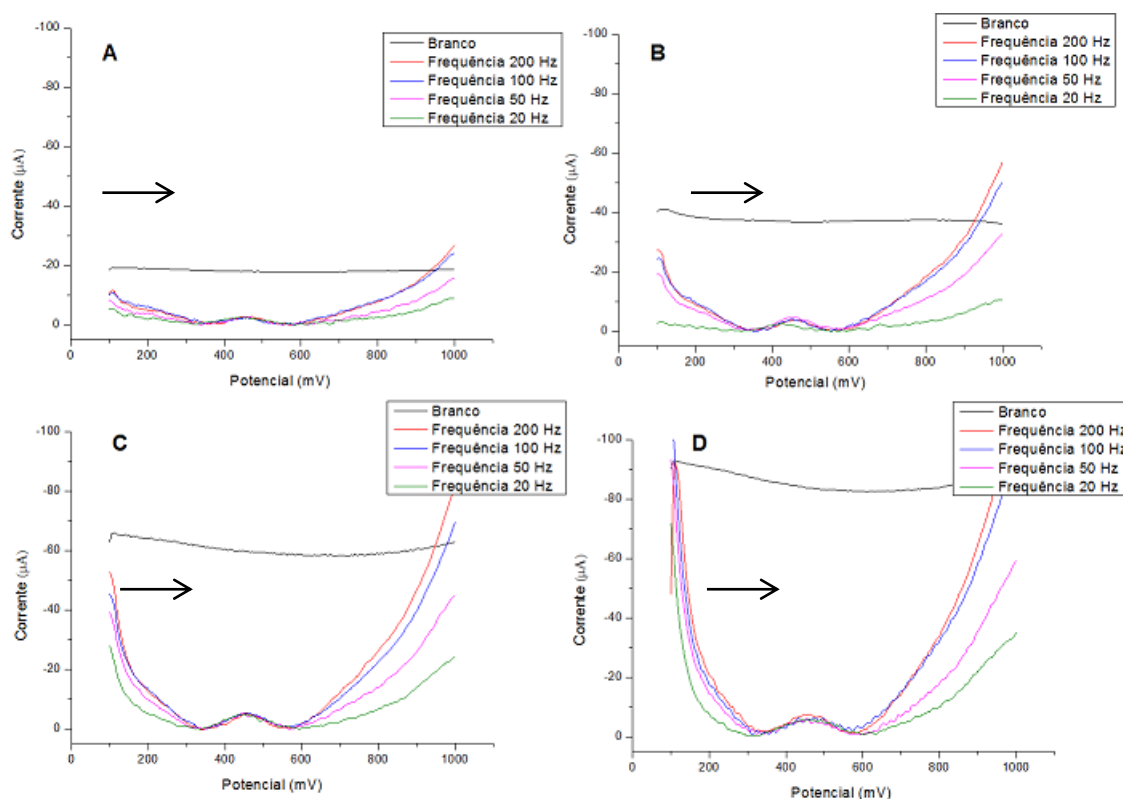 A
Branco
Frequência 200 Hz
Frequência 100 Hz
Frequência 50 Hz
Frequência 20 Hz
-100
-80
-60
-40
-20
0
Corrente (µA)
0 200 400 600 800 1000
Potencial (mV)
B
Branco
Frequência 200 Hz
Frequência 100 Hz
Frequência 50 Hz
Frequência 20 Hz
-100
-80
-60
-40
-20
0
Corrente (µA)
0 200 400 600 800 1000
Potencial (mV)
C
Branco
Frequência 200 Hz
Frequência 100 Hz
Frequência 50 Hz
Frequência 20 Hz
-100
-80
-60
-40
-20
0
Corrente (µA)
0 200 400 600 800 1000
Potencial (mV)
D
Branco
Frequência 200 Hz
Frequência 100 Hz
Frequência 50 Hz
Frequência 20 Hz
-100
-80
-60
-40
-20
0
Corrente (µA)
0 200 400 600 800 1000
Potencial (mV)